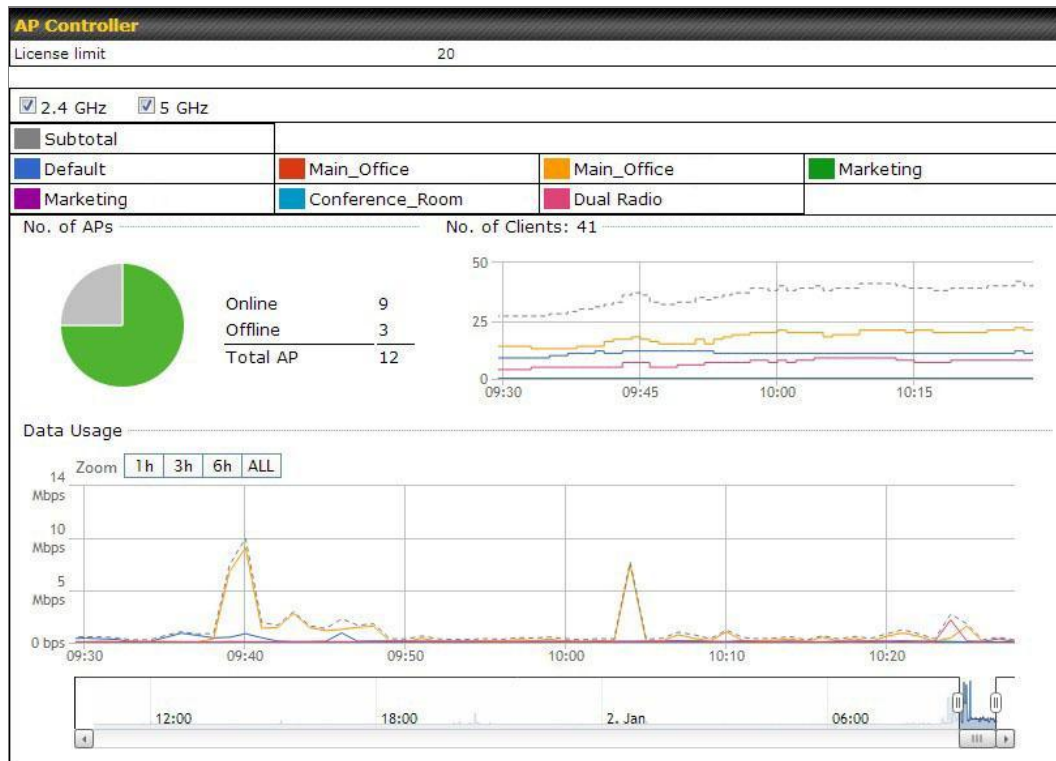 AP Controller
License limit 20
2.4 GHz 5 GHz
Subtotal
Default Main_Office Main_Office Marketing
Marketing Conference_Room Dual Radio
No. of APs
Online 9
Offline 3
Total AP 12
No. of Clients: 41
50
25
0
09:30 09:45 10:00 10:15
Data Usage
Zoom 1h 3h 6h ALL
14
Mbps
10
Mbps
5
Mbps
0 bps
09:30 09:40 09:50 10:00 10:10 10:20
12:00 18:00 2. Jan 06:00